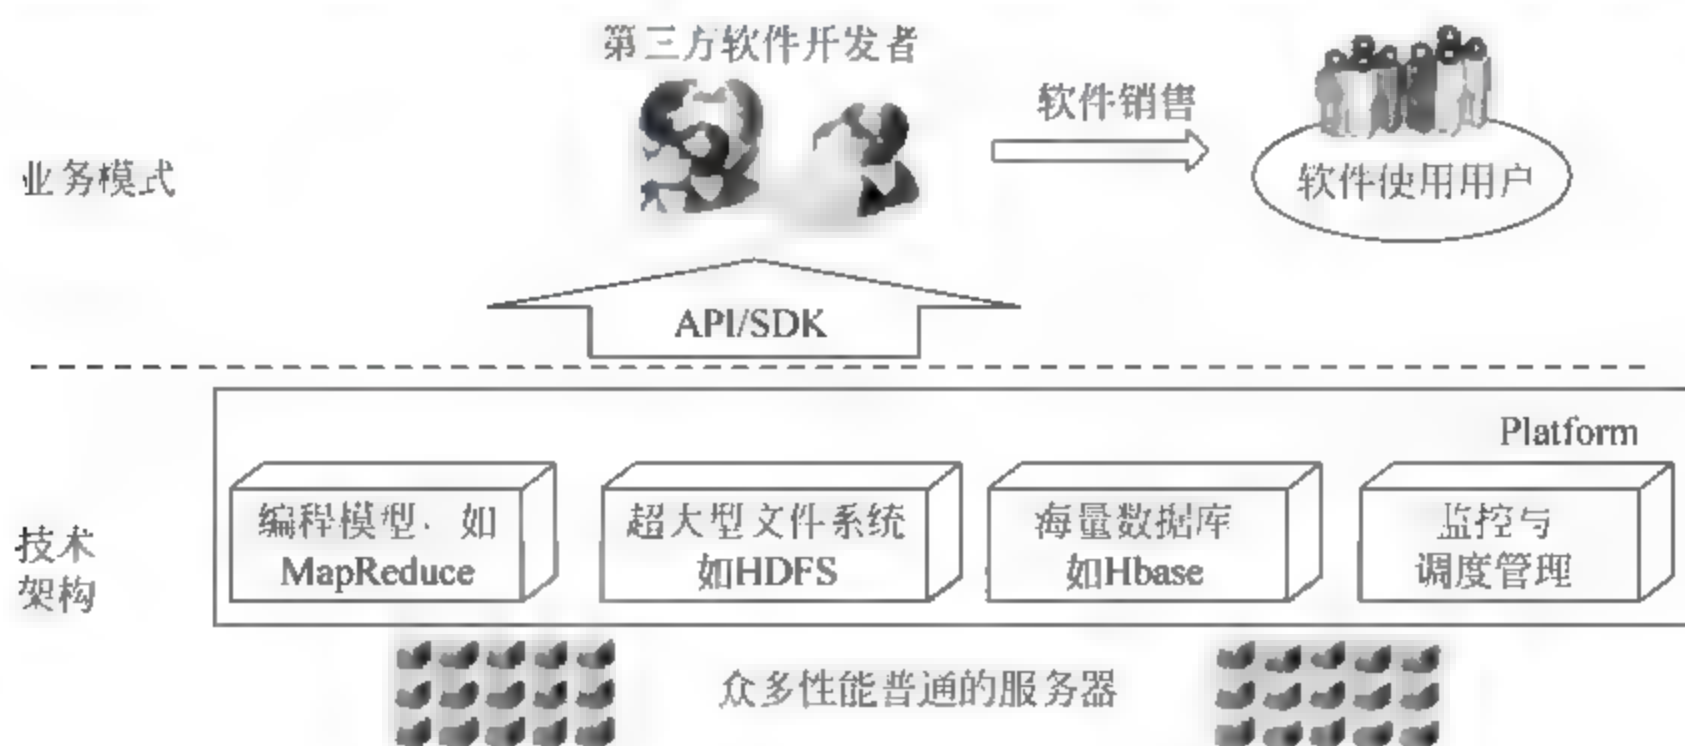 第三方软件开发者
软件销售
业务模式
软件使用用户
API/SDK
Platform
编程模型，如
MapReduce
超大型文件系统
如HDFS
海量数据库
如Hbase
监控与
调度管理
技术
架构
众多性能普通的服务器